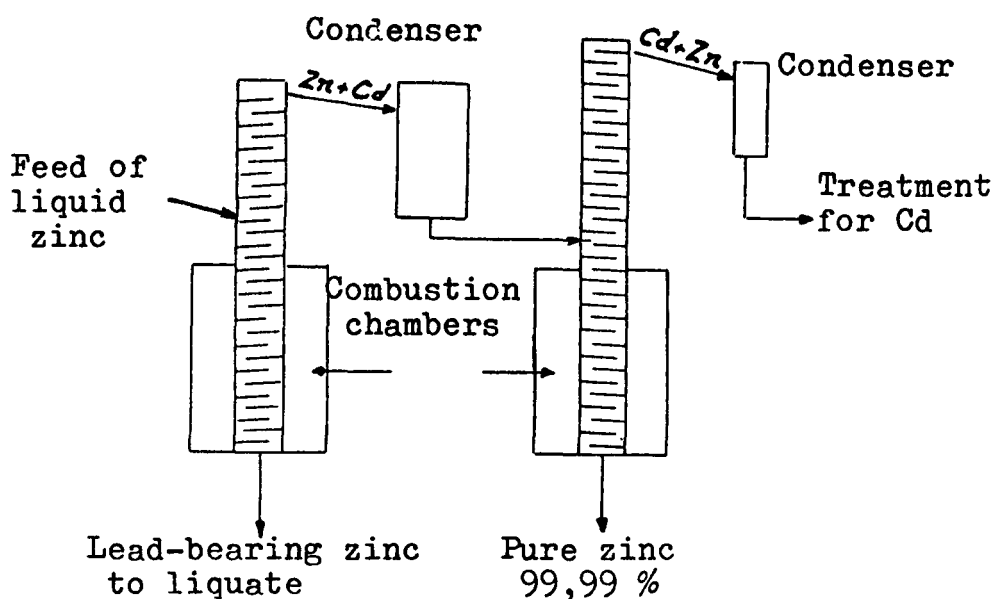 Condenser
Zn+Cd
Cd+Zn
Condenser
Feed of
liquid
zinc
Treatment
for Cd
Combustion
chambers
Lead-bearing zinc
to liquate
Pure zinc
99,99 %